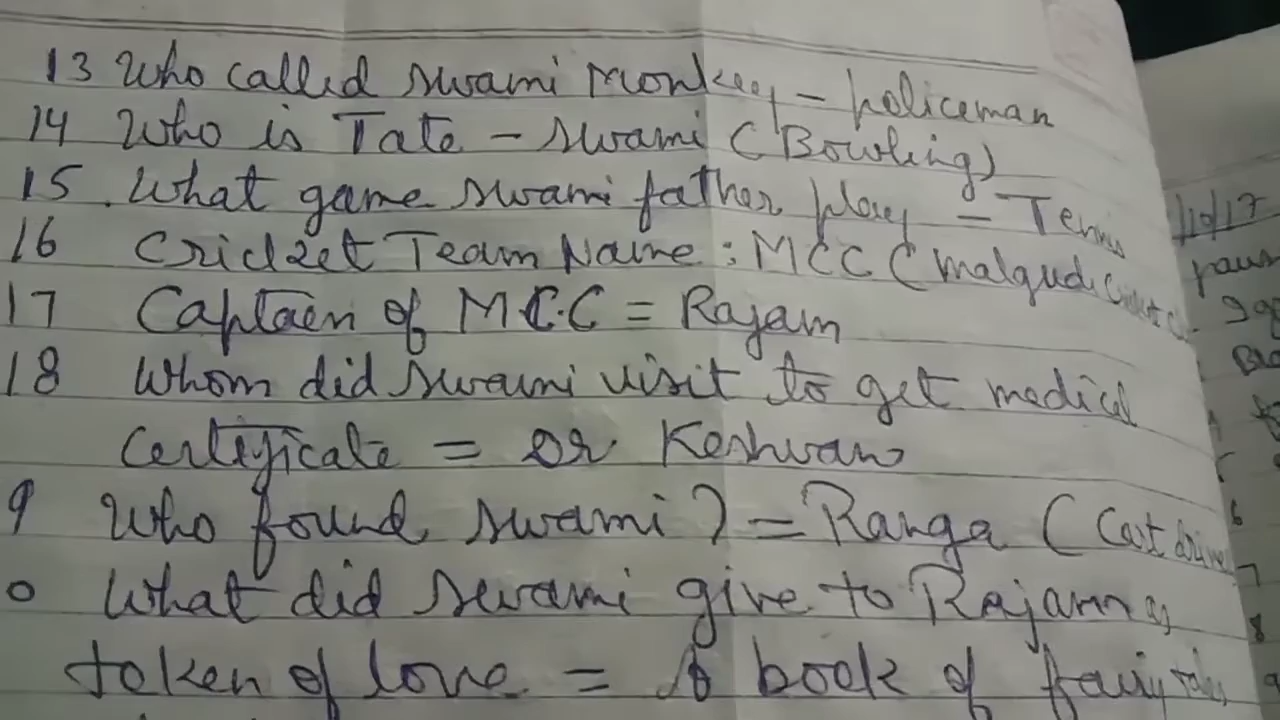 13 Who called swami Monkey - policeman
14 Who is Tate - swami (Bowling)
15. What game swami father play - Tennis
16 Cricket Team Name : MCC (malgudi Cricket C.
17 Captain of M.C.C = Rajam
18 Whom did swami visit to get medical
certificate = Dr Keshwan
9 Who found swami ) = Ranga (Cart driver
0 What did swami give to Rajam as
token of love = A book of fairy tales